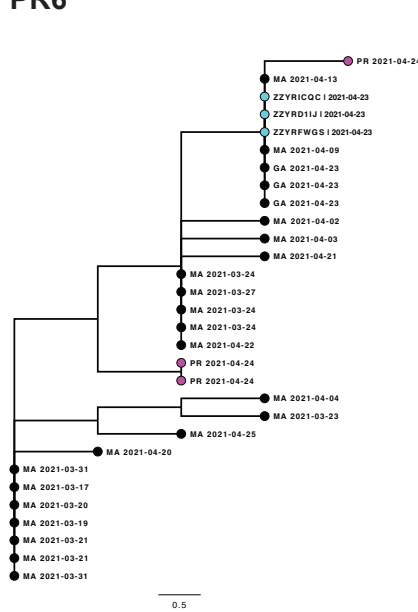 PR6
PR 2021-04-24
MA 2021-04-13
ZZYRICQC | 2021-04-23
ZZYRD1IJ | 2021-04-23
ZZYRFWGS | 2021-04-23
MA 2021-04-09
GA 2021-04-23
GA 2021-04-23
GA 2021-04-23
MA 2021-04-02
MA 2021-04-03
MA 2021-04-21
MA 2021-03-24
MA 2021-03-27
MA 2021-03-24
MA 2021-03-24
MA 2021-04-22
PR 2021-04-24
PR 2021-04-24
MA 2021-04-04
MA 2021-03-23
MA 2021-04-25
MA 2021-04-20
MA 2021-03-31
MA 2021-03-17
MA 2021-03-20
MA 2021-03-19
MA 2021-03-21
MA 2021-03-21
MA 2021-03-31
0.5